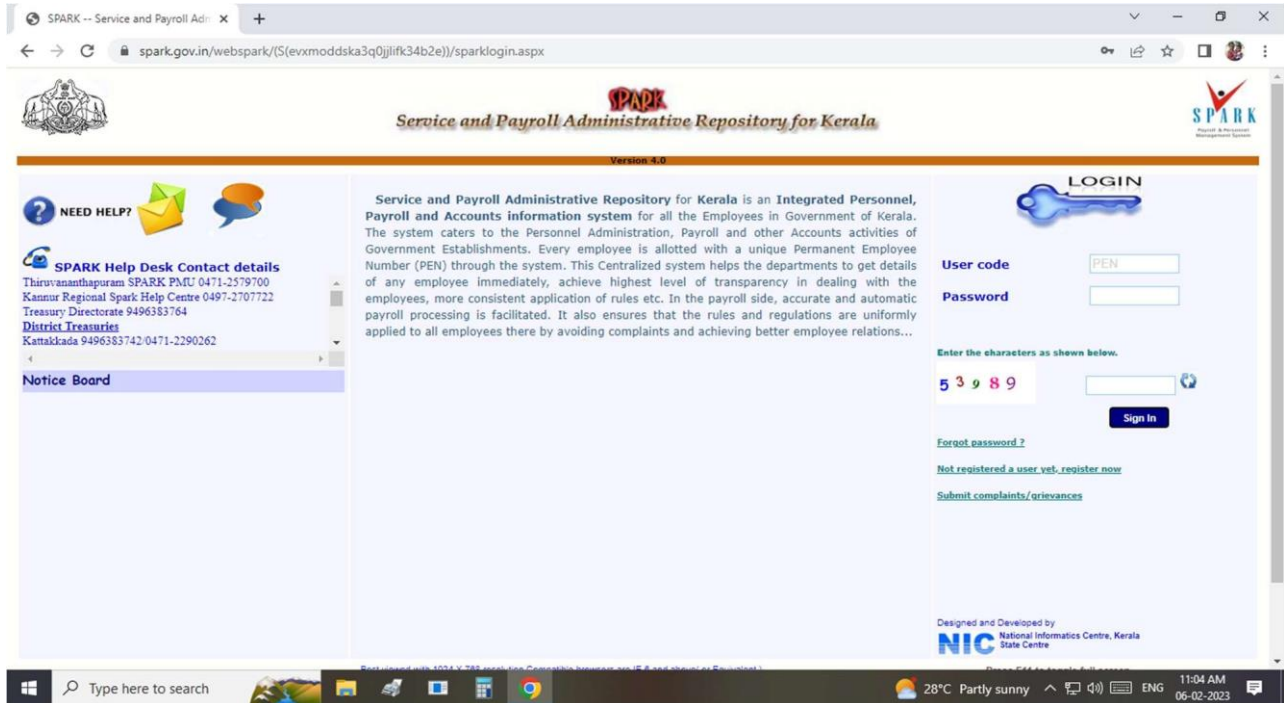 SPARK -- Service and Payroll Adm
spark.gov.in/webspark/(S(evxmoddska3q0jjlifk34b2e))/sparklogin.aspx
SPARK
Service and Payroll Administrative Repository for Kerala
SPARK
Payroll & Personnel
Management System
Version 4.0
NEED HELP?
SPARK Help Desk Contact details
Thiruvananthapuram SPARK PMU 0471-2579700
Kannur Regional Spark Help Centre 0497-2707722
Treasury Directorate 9496383764
District Treasuries
Kattakkada 9496383742/0471-2290262
Notice Board
Service and Payroll Administrative Repository for Kerala is an Integrated Personnel,
Payroll and Accounts information system for all the Employees in Government of Kerala.
The system caters to the Personnel Administration, Payroll and other Accounts activities of
Government Establishments. Every employee is allotted with a unique Permanent Employee
Number (PEN) through the system. This Centralized system helps the departments to get details
of any employee immediately, achieve highest level of transparency in dealing with the
employees, more consistent application of rules etc. In the payroll side, accurate and automatic
payroll processing is facilitated. It also ensures that the rules and regulations are uniformly
applied to all employees there by avoiding complaints and achieving better employee relations...
LOGIN
User code PEN
Password
Enter the characters as shown below.
5 3 9 8 9
Sign In
Forgot password ?
Not registered a user yet, register now
Submit complaints/grievances
Designed and Developed by
NIC National Informatics Centre, Kerala
State Centre
Type here to search
28°C Partly sunny
ENG
11:04 AM
06-02-2023